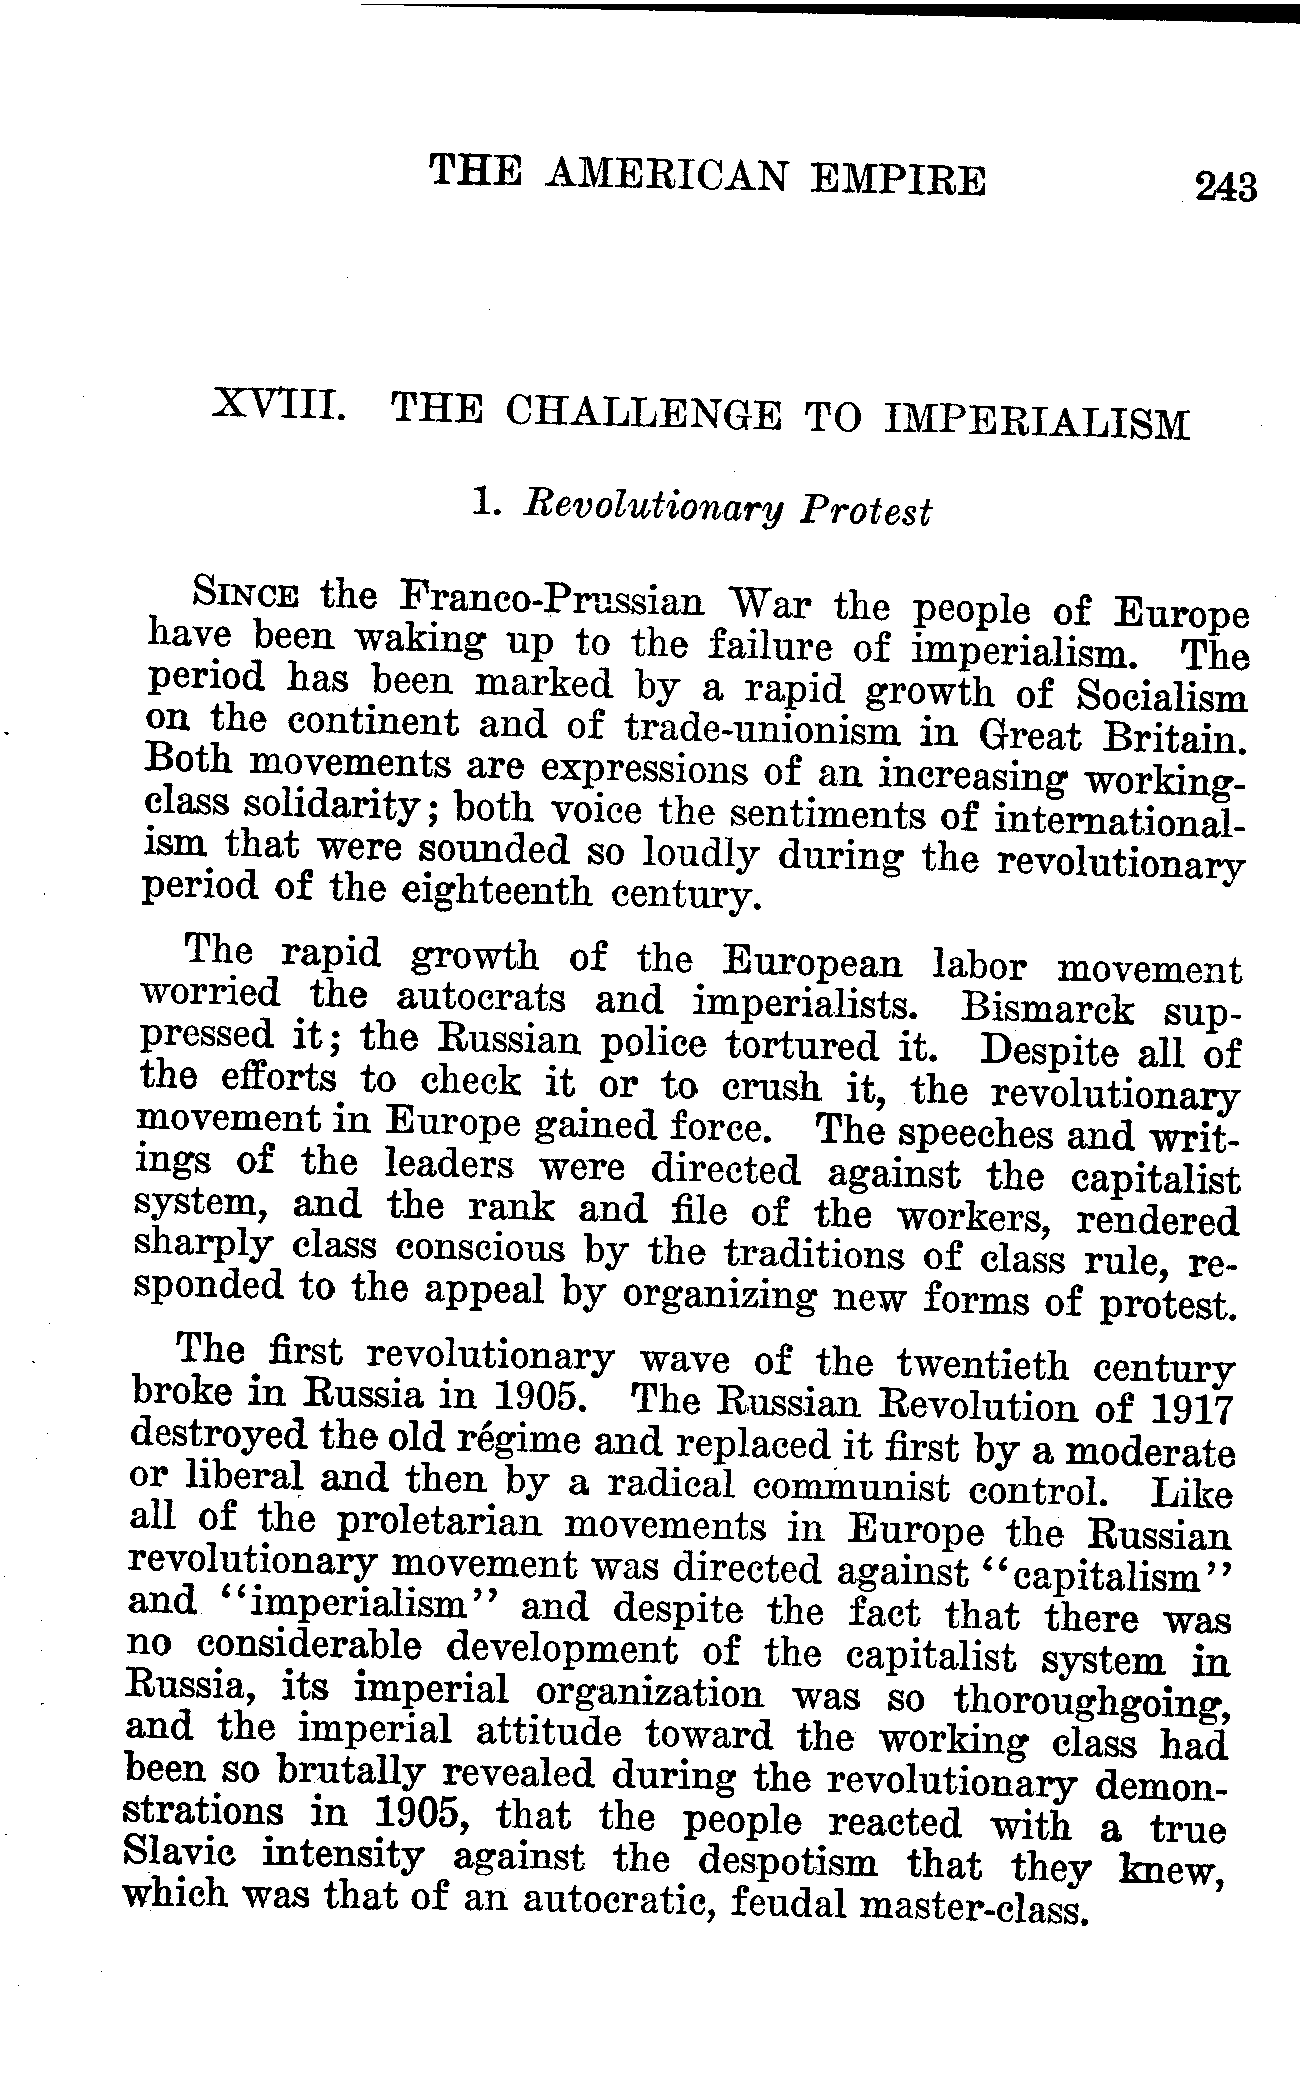 THE AMERICAN EMPIRE 243
XVIII. THE CHALLENGE TO IMPERIALISM
1. Revolutionary Protest
SINCE the Franco-Prussian War the people of Europe
have been waking up to the failure of imperialism. The
period has been marked by a rapid growth of Socialism
on the continent and of trade-unionism in Great Britain.
Both movements are expressions of an increasing working-
class solidarity; both voice the sentiments of international-
ism that were sounded so loudly during the revolutionary
period of the eighteenth century.
The rapid growth of the European labor movement
worried the autocrats and imperialists. Bismarck sup-
pressed it; the Russian police tortured it. Despite all of
the efforts to check it or to crush it, the revolutionary
movement in Europe gained force. The speeches and writ-
ings of the leaders were directed against the capitalist
system, and the rank and file of the workers, rendered
sharply class conscious by the traditions of class rule, re-
sponded to the appeal by organizing new forms of protest.
The first revolutionary wave of the twentieth century
broke in Russia in 1905. The Russian Revolution of 1917
destroyed the old régime and replaced it first by a moderate
or liberal and then by a radical communist control. Like
all of the proletarian movements in Europe the Russian
revolutionary movement was directed against "capitalism"
and "imperialism" and despite the fact that there was
no considerable development of the capitalist system in
Russia, its imperial organization was so thoroughgoing,
and the imperial attitude toward the working class had
been so brutally revealed during the revolutionary demon-
strations in 1905, that the people reacted with a true
Slavic intensity against the despotism that they knew,
which was that of an autocratic, feudal master-class.